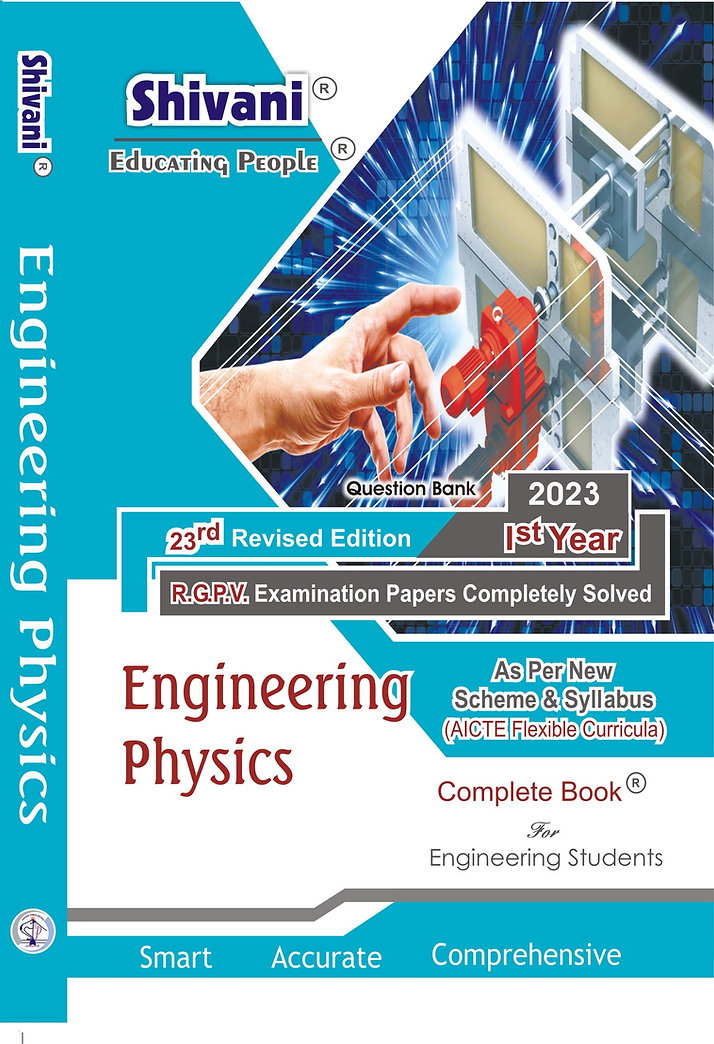 Shivani ®
Engineering Physics
Shivani ®
Educating People ®
Question Bank
2023
23rd Revised Edition
Ist Year
R.G.P.V. Examination Papers Completely Solved
Engineering
Physics
As Per New
Scheme & Syllabus
(AICTE Flexible Curricula)
Complete Book ®
For
Engineering Students
Smart Accurate Comprehensive